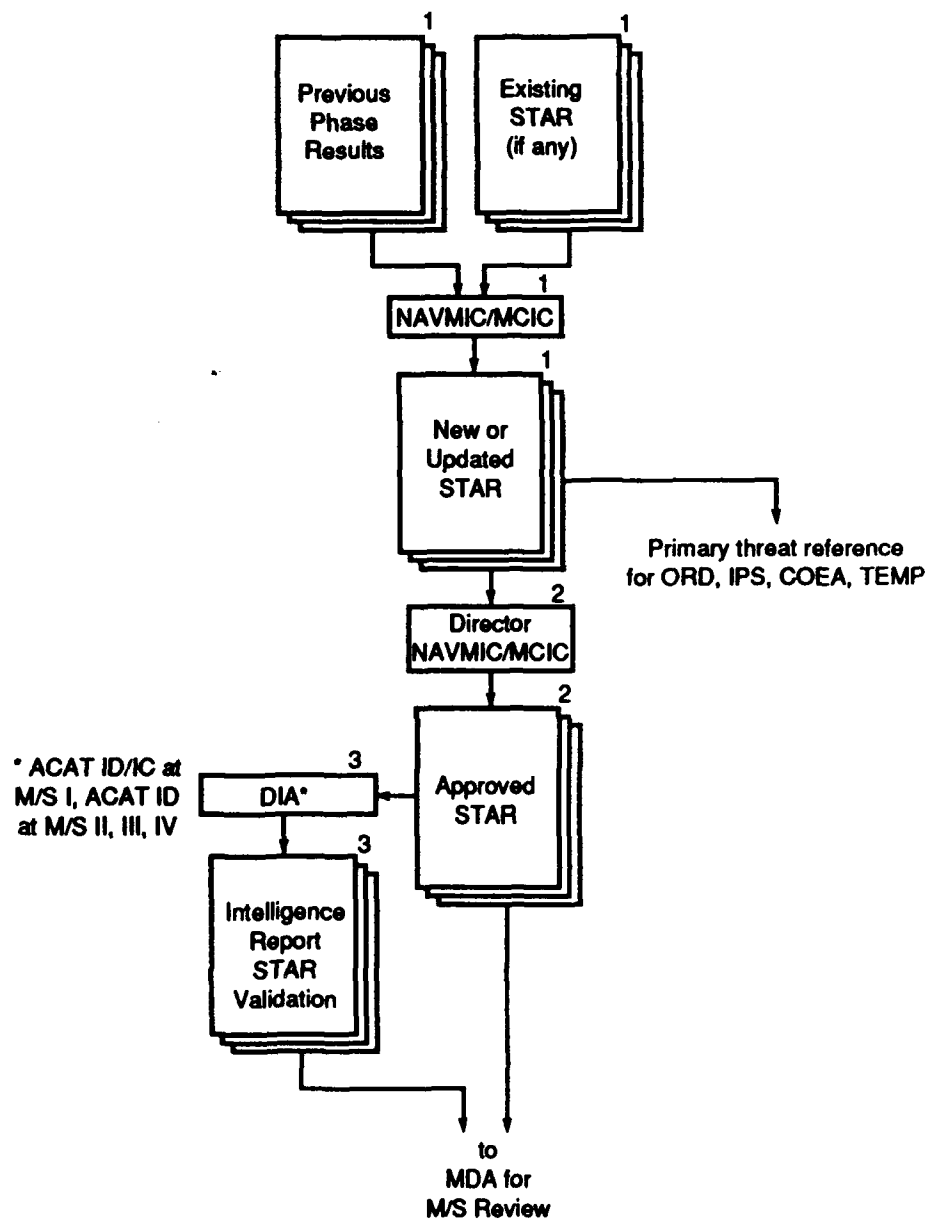 1
Previous
Phase
Results
1
Existing
STAR
(if any)
1
NAVMIC/MCIC
1
New or
Updated
STAR
Primary threat reference
for ORD, IPS, COEA, TEMP
2
Director
NAVMIC/MCIC
2
Approved
STAR
* ACAT ID/IC at
M/S I, ACAT ID
at M/S II, III, IV
3
DIA*
3
Intelligence
Report
STAR
Validation
to
MDA for
M/S Review